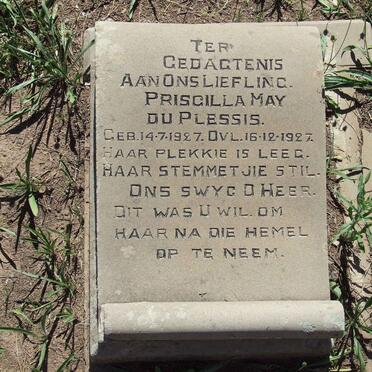 TER
GEDAGTENIS
AAN ONS LIEFLING.
PRISCILLA MAY
DU PLESSIS.
GEB.14-7-1927. OVL.16-12-1927.
HAAR PLEKKIE IS LEEG.
HAAR STEMMETJIE STIL.
ONS SWYG O HEER.
DIT WAS U WIL. OM
HAAR NA DIE HEMEL
OP TE NEEM.